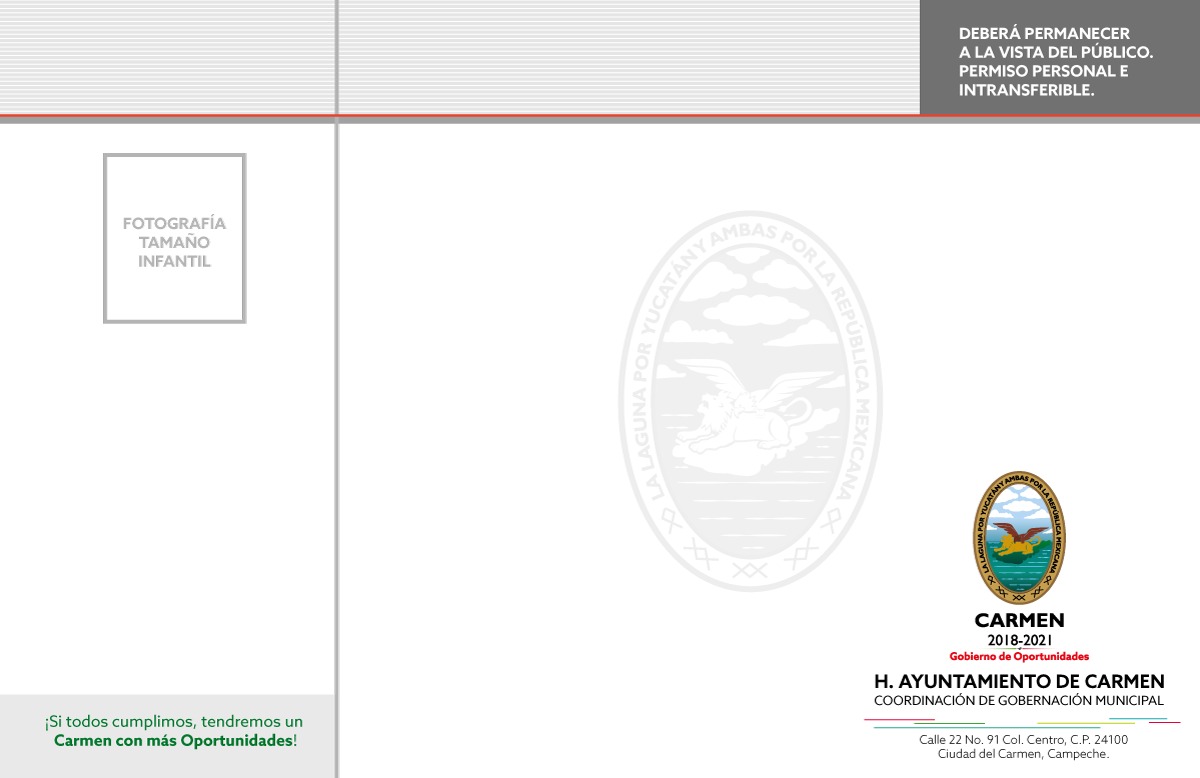 DEBERÁ PERMANECER
A LA VISTA DEL PÚBLICO.
PERMISO PERSONAL E
INTRANSFERIBLE.
FOTOGRAFÍA
TAMAÑO
INFANTIL
LA LAGUNA POR YUCATÁN Y AMBAS POR LA REPÚBLICA MEXICANA
LA LAGUNA POR YUCATÁN Y AMBAS POR LA REPÚBLICA MEXICANA
CARMEN
2018-2021
Gobierno de Oportunidades
H. AYUNTAMIENTO DE CARMEN
COORDINACIÓN DE GOBERNACIÓN MUNICIPAL
Calle 22 No. 91 Col. Centro, C.P. 24100
Ciudad del Carmen, Campeche.
¡Si todos cumplimos, tendremos un
Carmen con más Oportunidades!